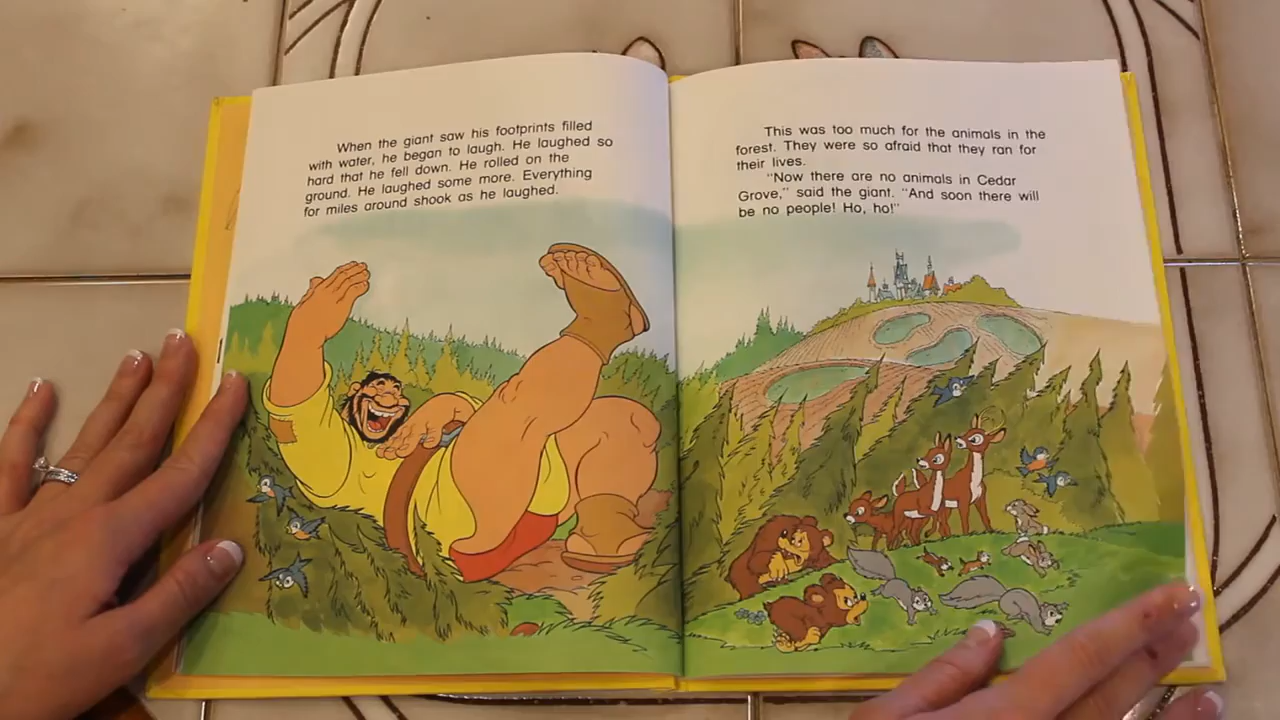 When the giant saw his footprints filled
with water, he began to laugh. He laughed so
hard that he fell down. He rolled on the
ground. He laughed some more. Everything
for miles around shook as he laughed.
This was too much for the animals in the
forest. They were so afraid that they ran for
their lives.
"Now there are no animals in Cedar
Grove," said the giant. "And soon there will
be no people! Ho, ho!"